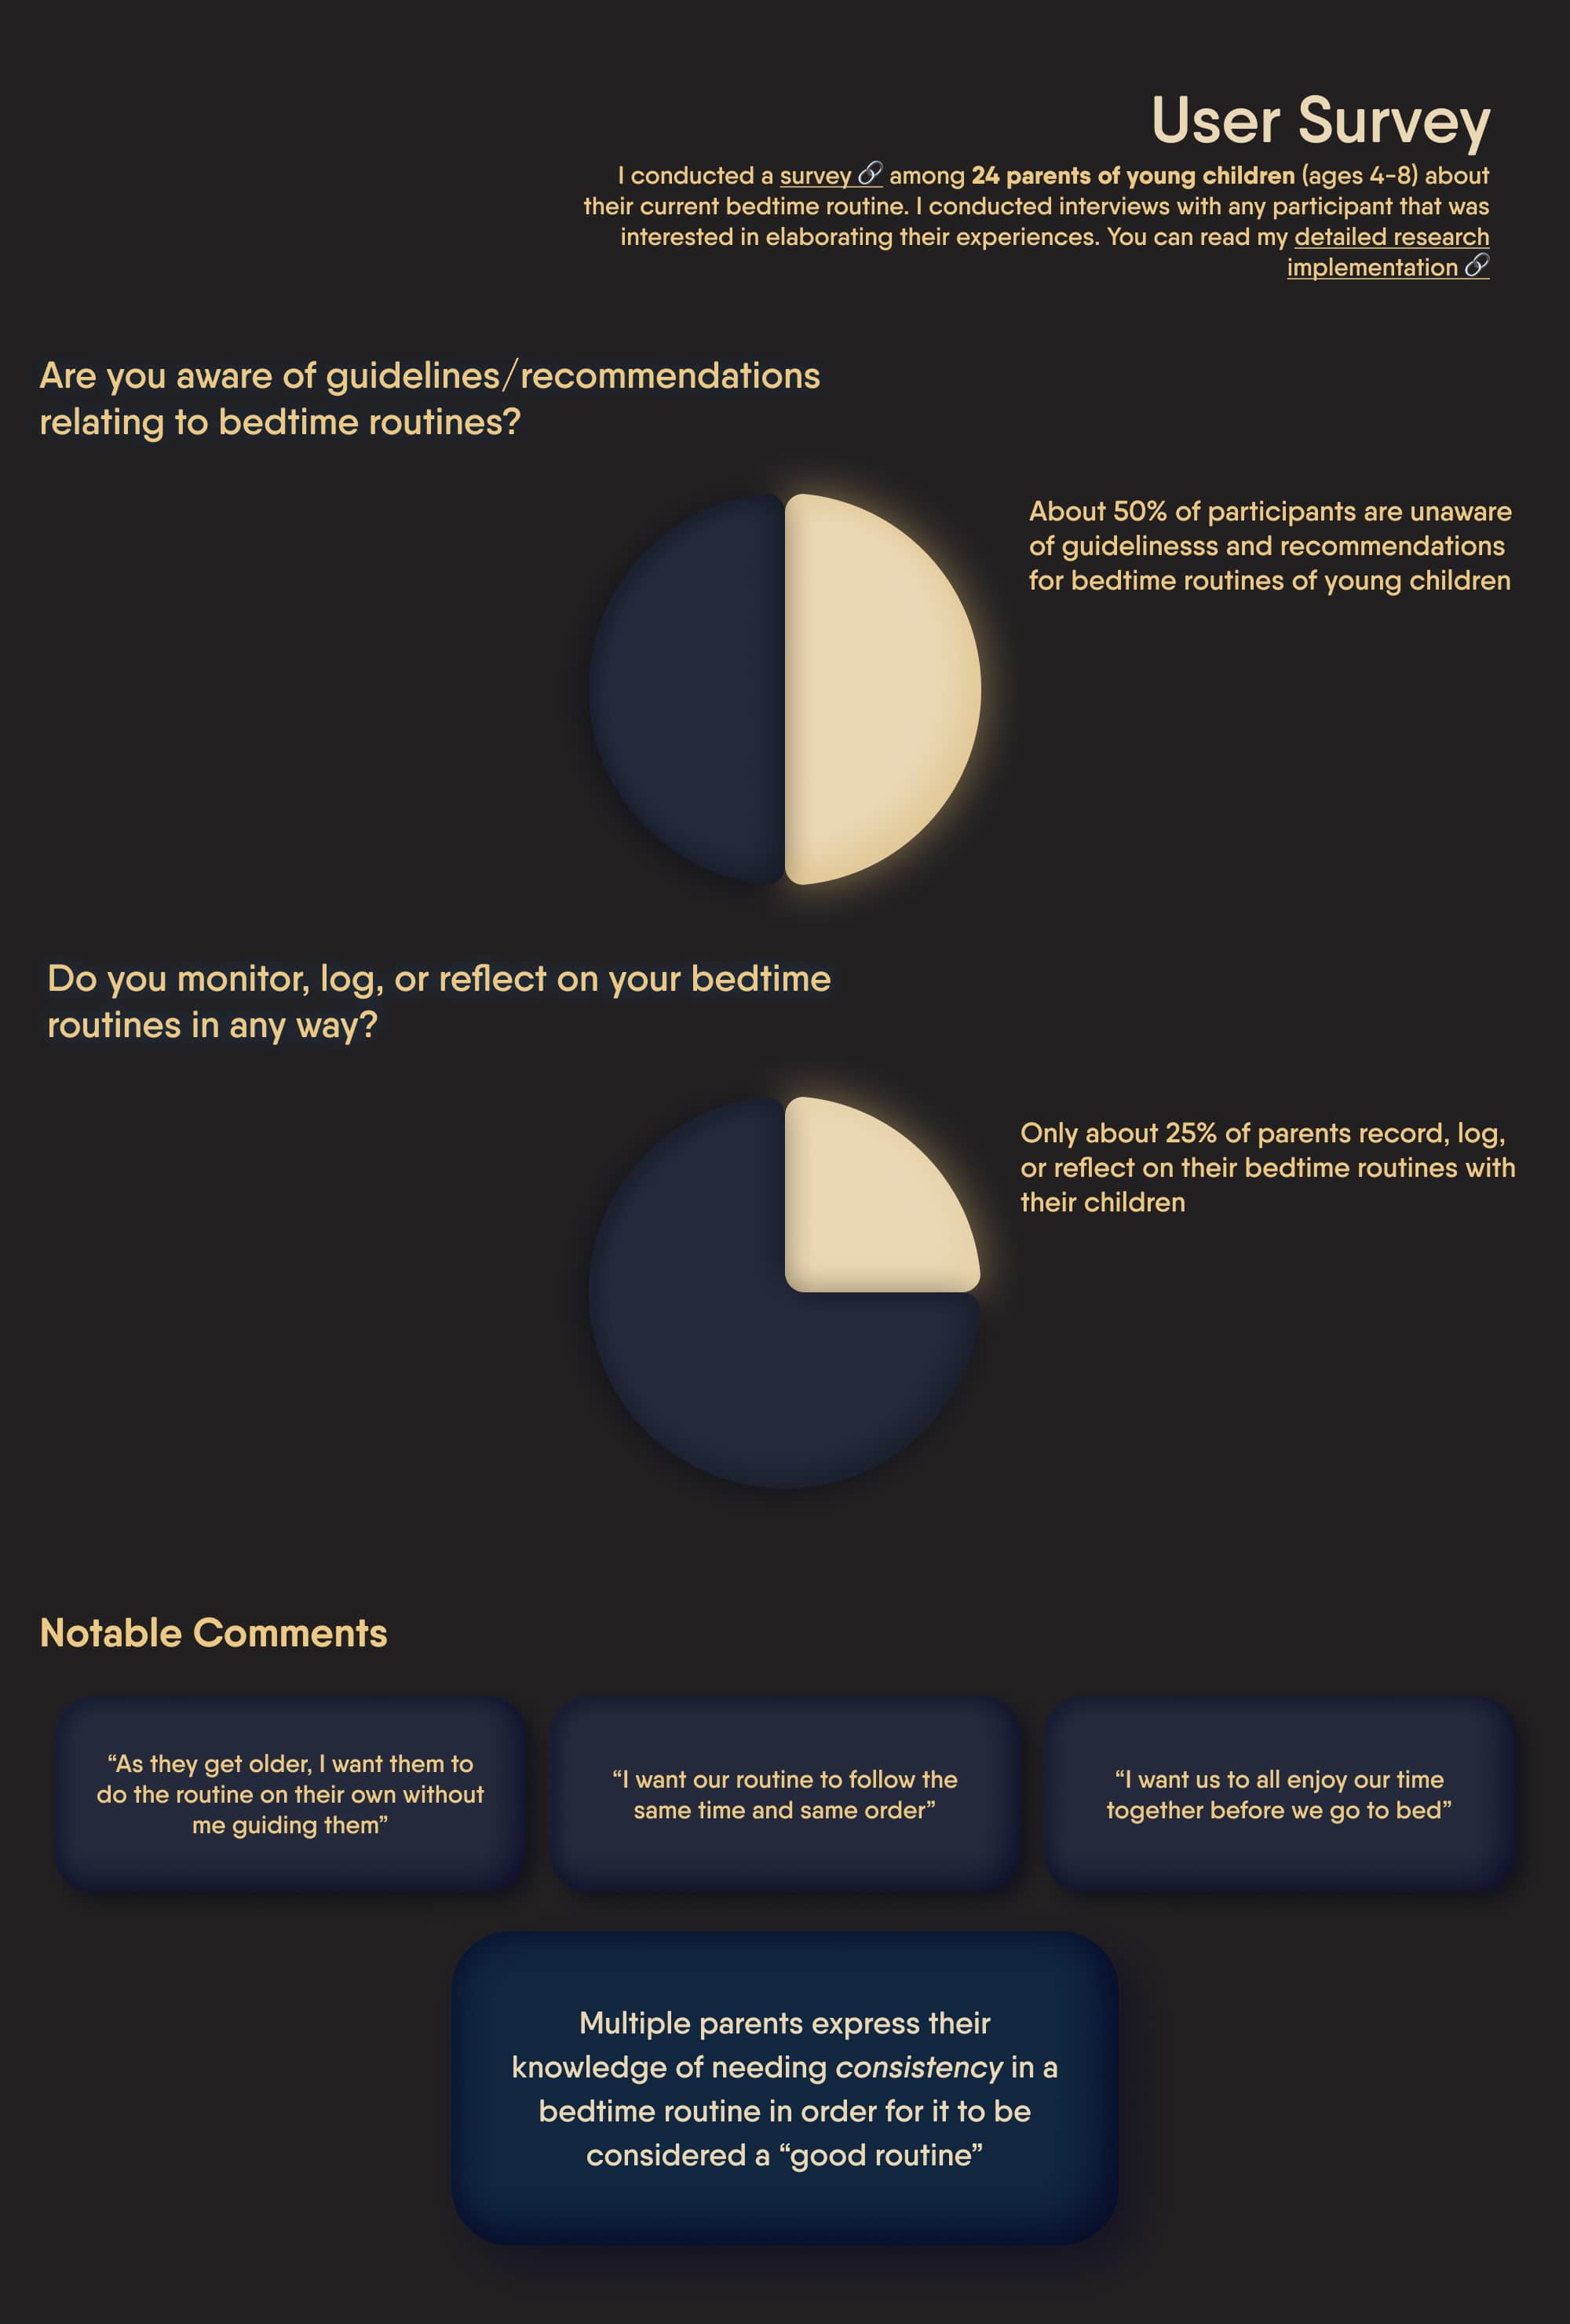 User Survey
I conducted a survey 🔗 among 24 parents of young children (ages 4-8) about
their current bedtime routine. I conducted interviews with any participant that was
interested in elaborating their experiences. You can read my detailed research
implementation 🔗
Are you aware of guidelines/recommendations
relating to bedtime routines?
About 50% of participants are unaware
of guidelinesss and recommendations
for bedtime routines of young children
Do you monitor, log, or reflect on your bedtime
routines in any way?
Only about 25% of parents record, log,
or reflect on their bedtime routines with
their children
Notable Comments
“As they get older, I want them to
do the routine on their own without
me guiding them”
“I want our routine to follow the
same time and same order”
“I want us to all enjoy our time
together before we go to bed”
Multiple parents express their
knowledge of needing consistency in a
bedtime routine in order for it to be
considered a “good routine”